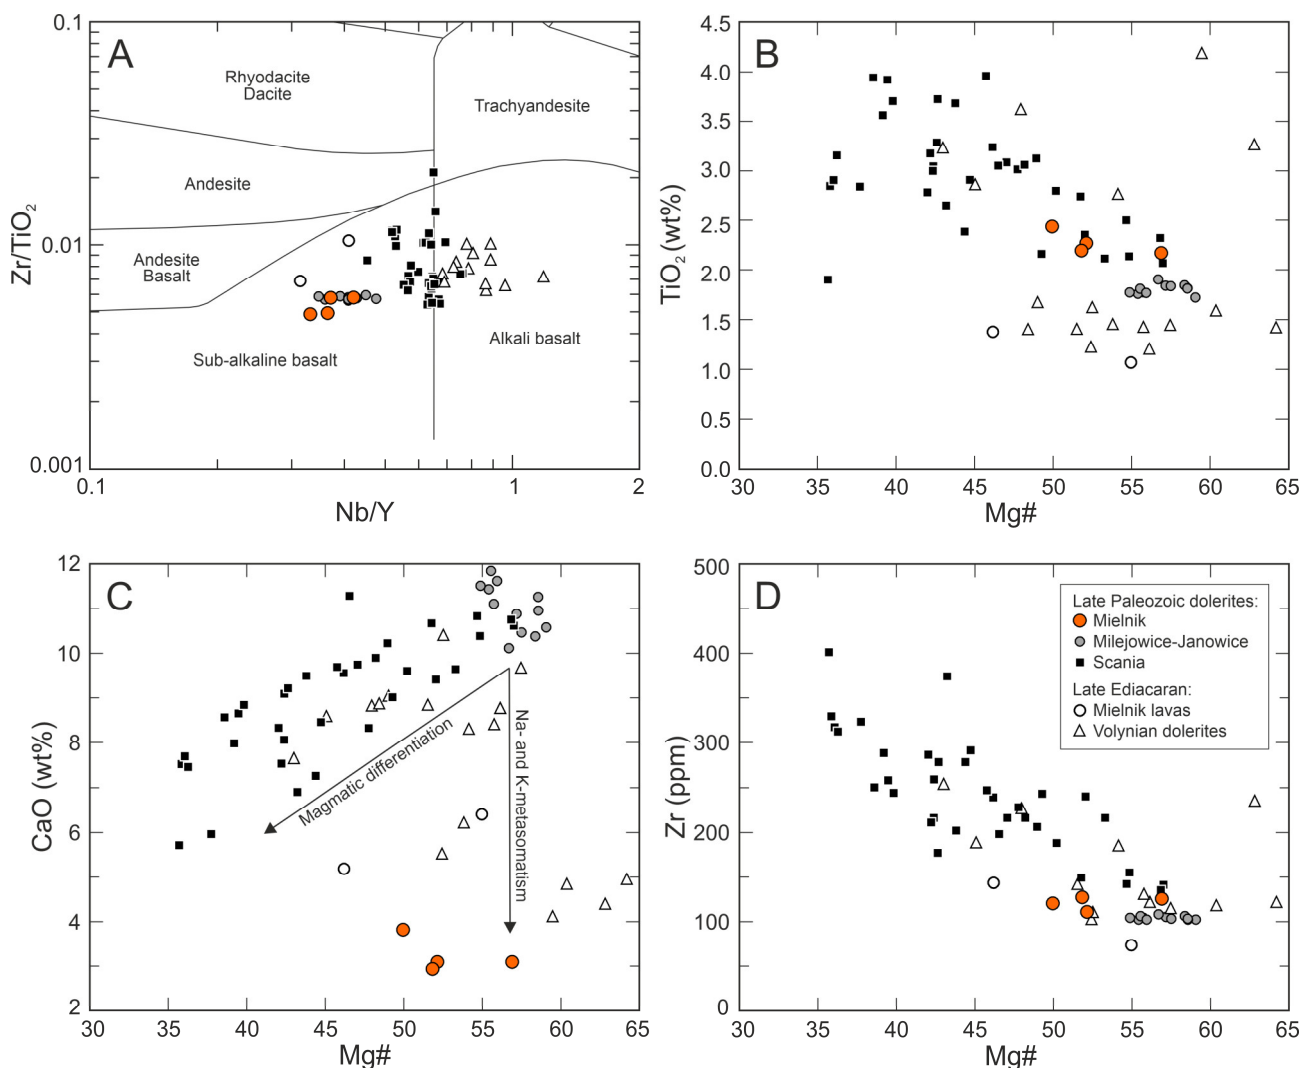 A
0.1
0.01
0.001
Zr/TiO2
Rhyodacite
Dacite
Trachyandesite
Andesite
Andesite
Basalt
Sub-alkaline basalt
Alkali basalt
0.1
1
2
Nb/Y
B
4.5
4.0
3.5
3.0
2.5
2.0
1.5
1.0
0.5
0.0
TiO2 (wt%)
30
35
40
45
50
55
60
65
Mg#
C
12
10
8
6
4
2
CaO (wt%)
Magmatic differentiation
Na- and K-metasomatism
30
35
40
45
50
55
60
65
Mg#
D
500
400
300
200
100
0
Zr (ppm)
Late Paleozoic dolerites:
Mielnik
Milejowice-Janowice
Scania
Late Ediacaran:
Mielnik lavas
Volynian dolerites
30
35
40
45
50
55
60
65
Mg#